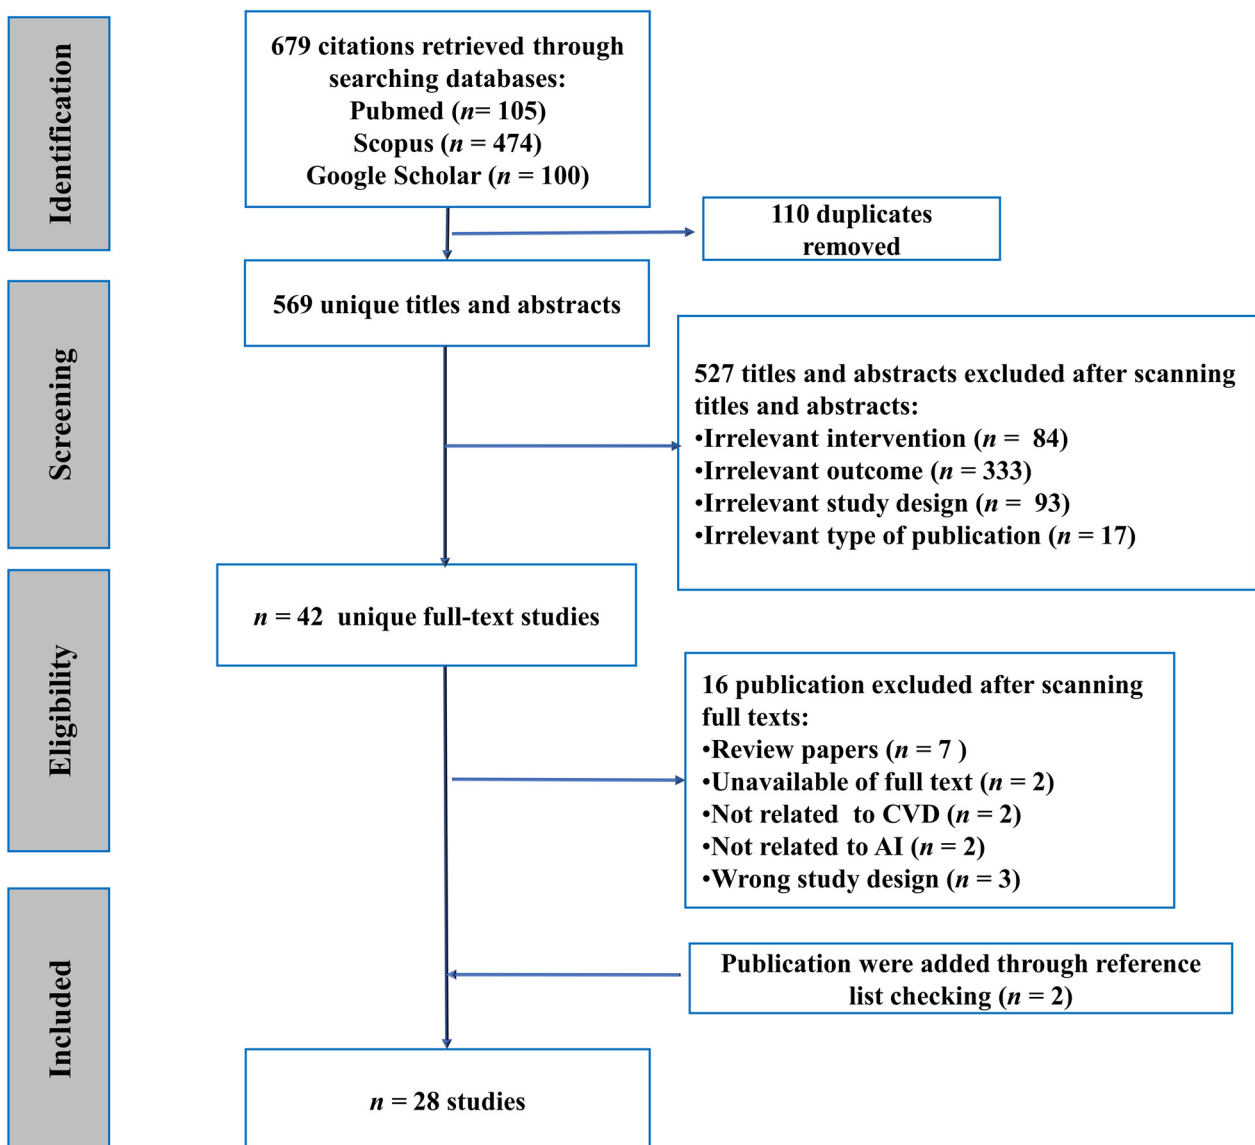 Identification
679 citations retrieved through
searching databases:
Pubmed (n= 105)
Scopus (n = 474)
Google Scholar (n = 100)
110 duplicates
removed
Screening
569 unique titles and abstracts
527 titles and abstracts excluded after scanning
titles and abstracts:
•Irrelevant intervention (n =  84)
•Irrelevant outcome (n = 333)
•Irrelevant study design (n =  93)
•Irrelevant type of publication (n = 17)
Eligibility
n = 42  unique full-text studies
16 publication excluded after scanning
full texts:
•Review papers (n = 7 )
•Unavailable of full text (n = 2)
•Not related  to CVD (n = 2)
•Not related to AI (n = 2)
•Wrong study design (n = 3)
Included
Publication were added through reference
list checking (n = 2)
n = 28 studies